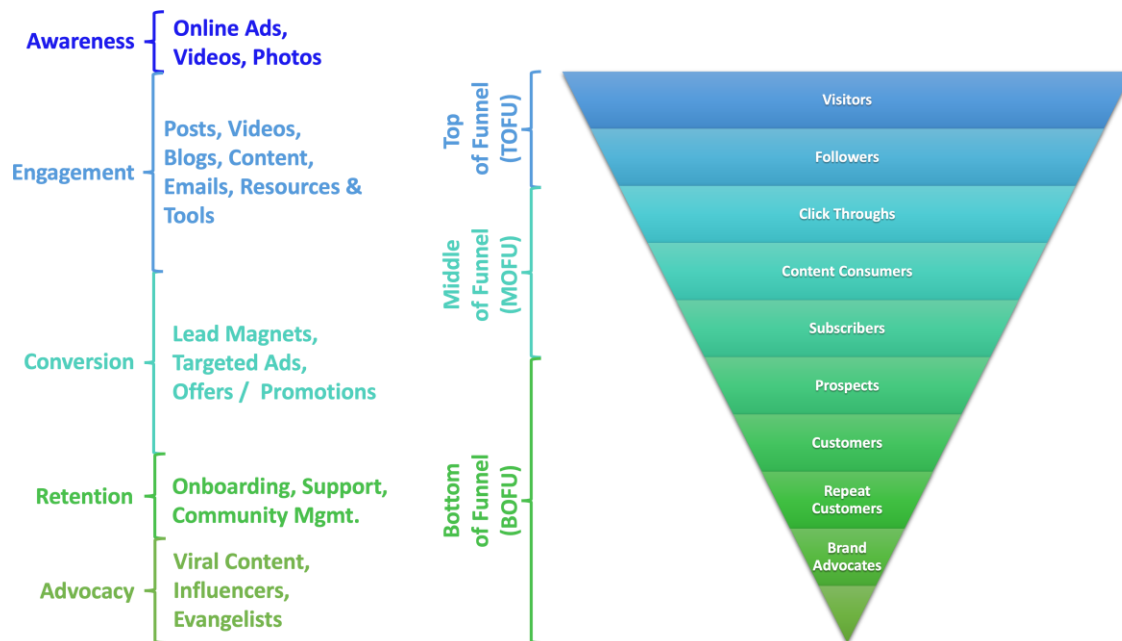 Awareness
Online Ads,
Videos, Photos
Engagement
Posts, Videos,
Blogs, Content,
Emails, Resources &
Tools
Conversion
Lead Magnets,
Targeted Ads,
Offers / Promotions
Retention
Onboarding, Support,
Community Mgmt.
Advocacy
Viral Content,
Influencers,
Evangelists
Top
of Funnel
(TOFU)
Middle
of Funnel
(MOFU)
Bottom
of Funnel
(BOFU)
Visitors
Followers
Click Throughs
Content Consumers
Subscribers
Prospects
Customers
Repeat
Customers
Brand
Advocates